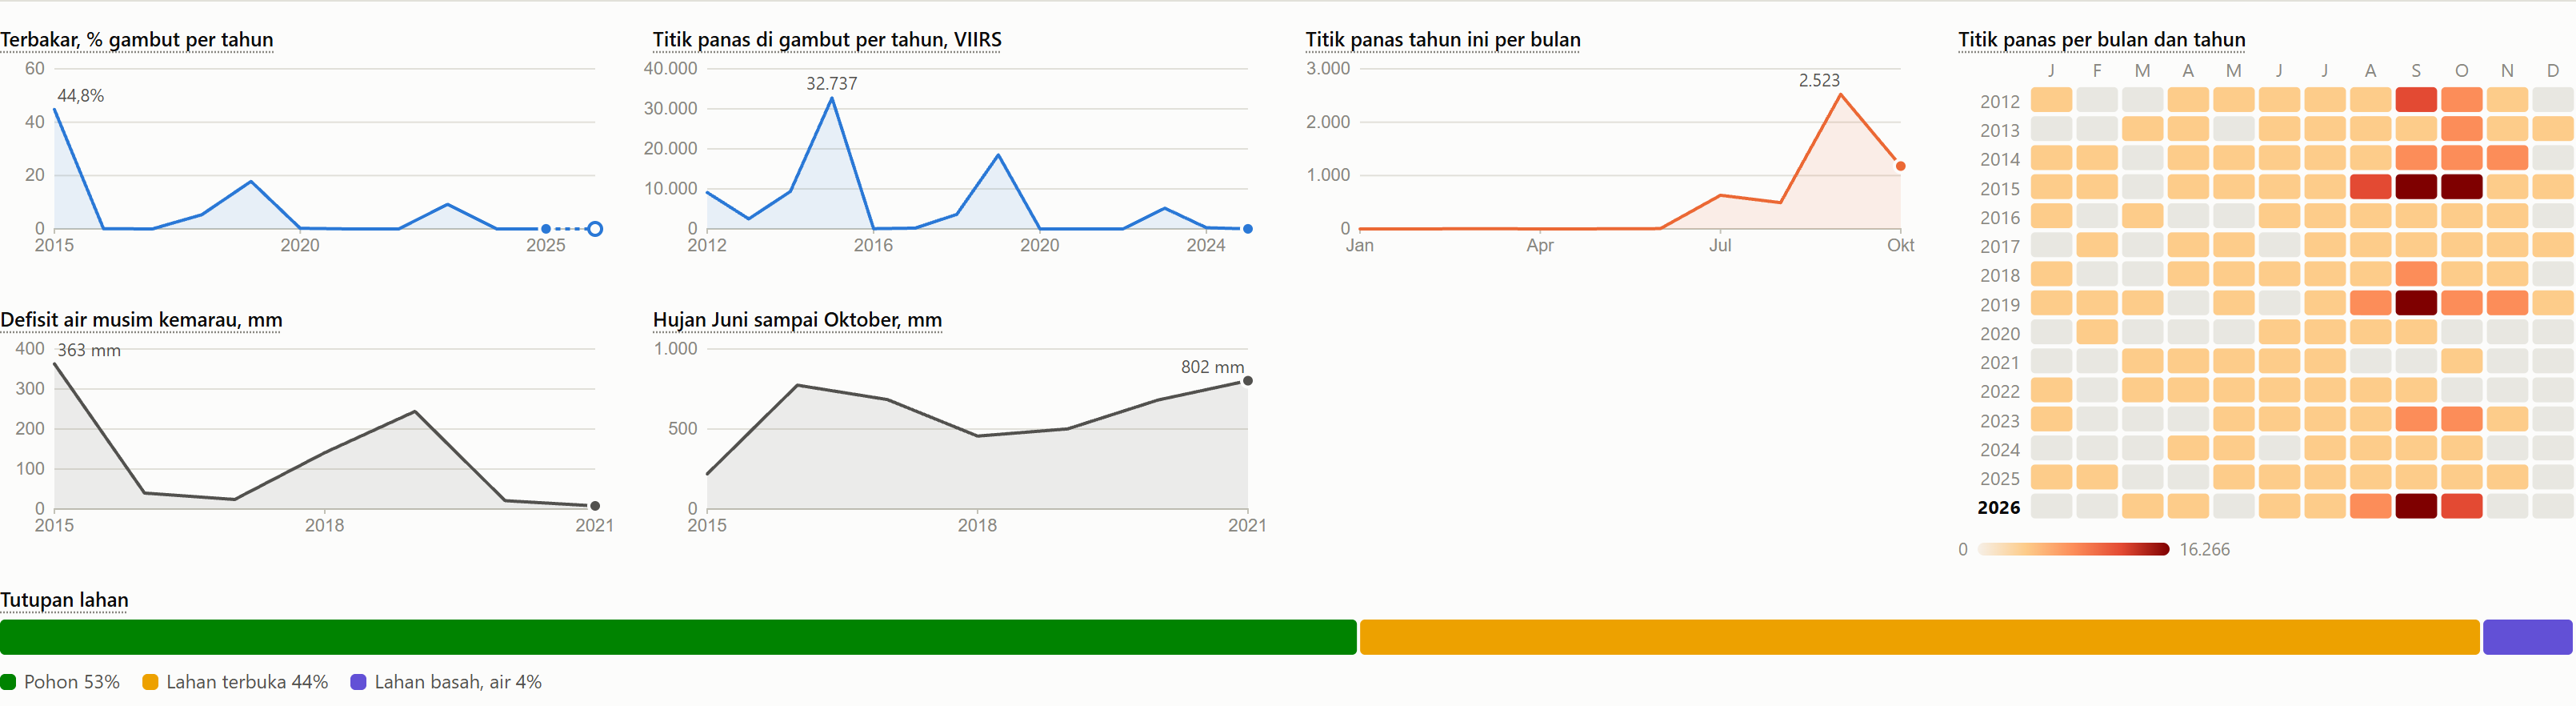 Terbakar, % gambut per tahun
60
44,8%
40
20
0
2015 2020 2025
Titik panas di gambut per tahun, VIIRS
40.000
32.737
30.000
20.000
10.000
0
2012 2016 2020 2024
Titik panas tahun ini per bulan
3.000
2.523
2.000
1.000
0
Jan Apr Jul Okt
Titik panas per bulan dan tahun
J F M A M J J A S O N D
2012
2013
2014
2015
2016
2017
2018
2019
2020
2021
2022
2023
2024
2025
2026
0 16.266
Defisit air musim kemarau, mm
400 363 mm
300
200
100
0
2015 2018 2021
Hujan Juni sampai Oktober, mm
1.000
802 mm
500
0
2015 2018 2021
Tutupan lahan
Pohon 53% Lahan terbuka 44% Lahan basah, air 4%